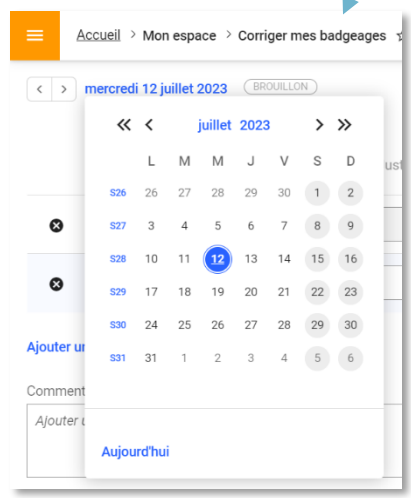 Accueil > Mon espace > Corriger mes badgeages
< > mercredi 12 juillet 2023 BROUILLON
juillet 2023
L M M J V S D
S26 26 27 28 29 30 1 2
S27 3 4 5 6 7 8 9
S28 10 11 12 13 14 15 16
S29 17 18 19 20 21 22 23
S30 24 25 26 27 28 29 30
S31 31 1 2 3 4 5 6
Ajouter un
Comment
Ajouter u
Aujourd'hui